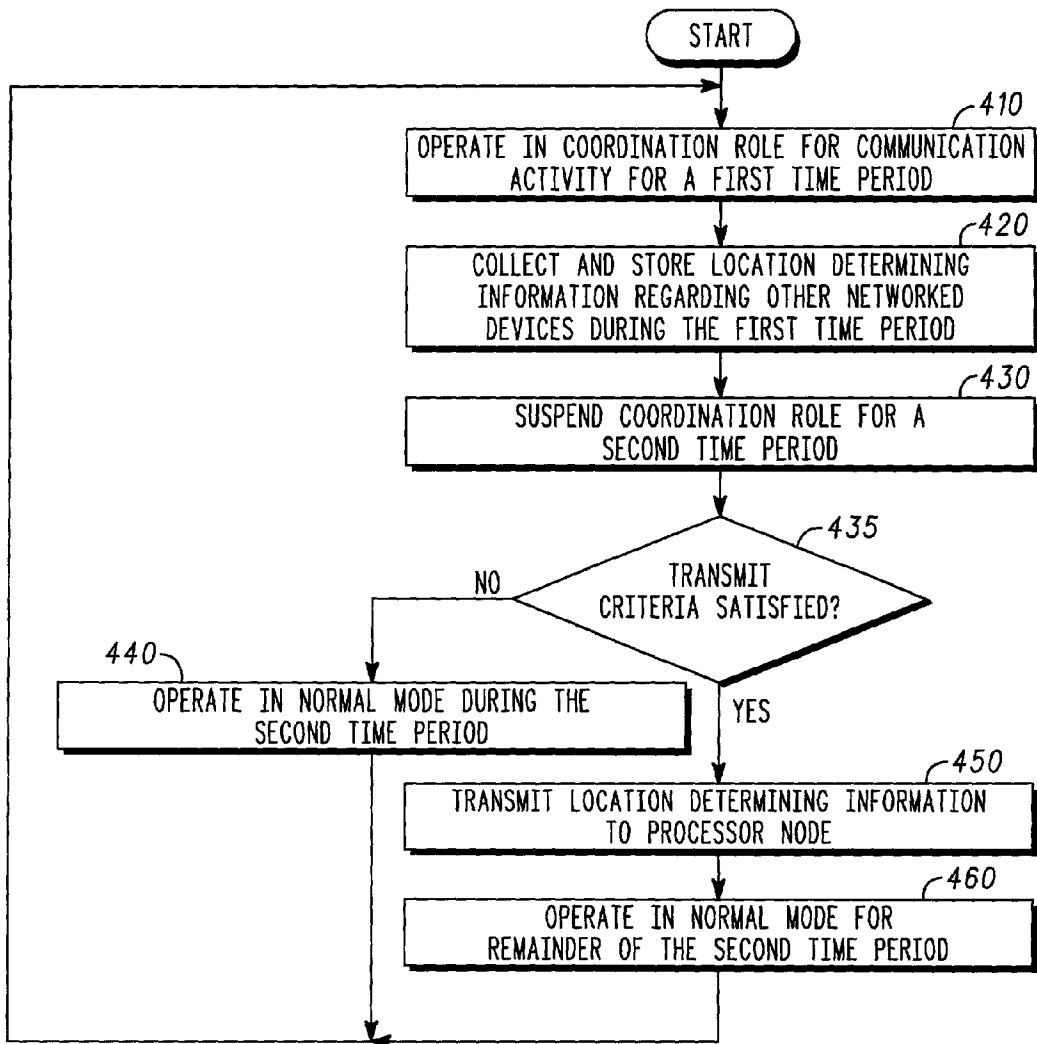 START
410
OPERATE IN COORDINATION ROLE FOR COMMUNICATION
ACTIVITY FOR A FIRST TIME PERIOD
420
COLLECT AND STORE LOCATION DETERMINING
INFORMATION REGARDING OTHER NETWORKED
DEVICES DURING THE FIRST TIME PERIOD
430
SUSPEND COORDINATION ROLE FOR A
SECOND TIME PERIOD
435
TRANSMIT
CRITERIA SATISFIED?
NO
440
OPERATE IN NORMAL MODE DURING THE
SECOND TIME PERIOD
YES
450
TRANSMIT LOCATION DETERMINING INFORMATION
TO PROCESSOR NODE
460
OPERATE IN NORMAL MODE FOR
REMAINDER OF THE SECOND TIME PERIOD